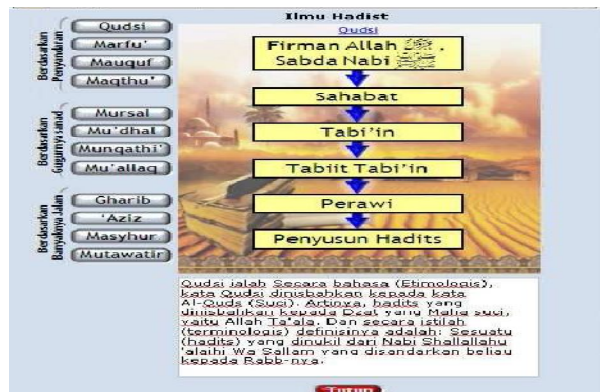 Ilmu Hadist
Berdasarkan
Penyandaran
Qudsi
Marfu'
Mauquf
Maqthu'
Berdasarkan
Gugurnya sanad
Mursal
Mu'dhal
Munqathi'
Mu'allaq
Berdasarkan
Banyaknya Jalan
Gharib
'Aziz
Masyhur
Mutawatir
Qudsi
Firman Allah ,
Sabda Nabi
Sahabat
Tabi'in
Tabiit Tabi'in
Perawi
Penyusun Hadits
Qudsi ialah Secara bahasa (Etimologis),
kata Qudsi dinisbahkan kepada kata
Al-Quds (Suci). Artinya, hadits yang
dinisbahkan kepada Dzat yang Maha suci,
yaitu Allah Ta'ala. Dan secara istilah
(terminologis) definisinya adalah: Sesuatu
(hadits) yang dinukil dari Nabi Shallallahu
'alaihi Wa Sallam yang disandarkan beliau
kepada Rabb-nya.
Tutup